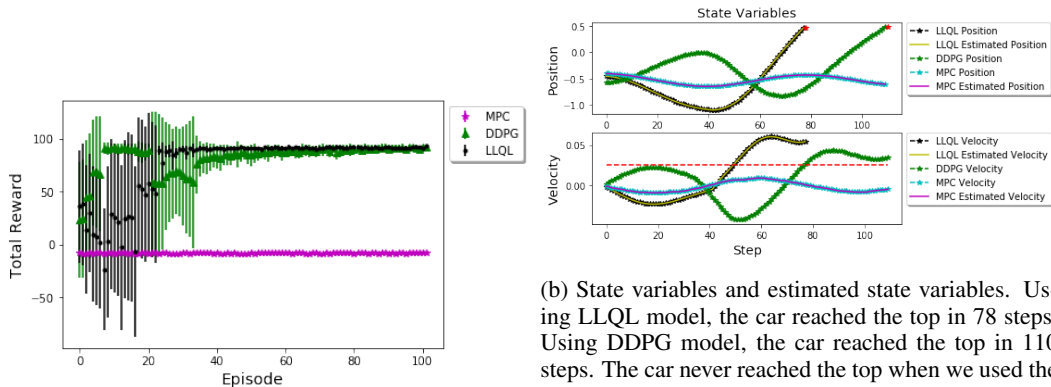 MPC
DDPG
LLQL
100
50
0
−50
Total Reward
0
20
40
60
80
100
Episode
State Variables
0.5
0.0
−0.5
−1.0
Position
LLQL Position
LLQL Estimated Position
DDPG Position
MPC Position
MPC Estimated Position
0
20
40
60
80
100
0.05
0.00
Velocity
LLQL Velocity
LLQL Estimated Velocity
DDPG Velocity
MPC Velocity
MPC Estimated Velocity
0
20
40
60
80
100
Step
(b) State variables and estimated state variables. Us-
ing LLQL model, the car reached the top in 78 steps
Using DDPG model, the car reached the top in 110
steps. The car never reached the top when we used the